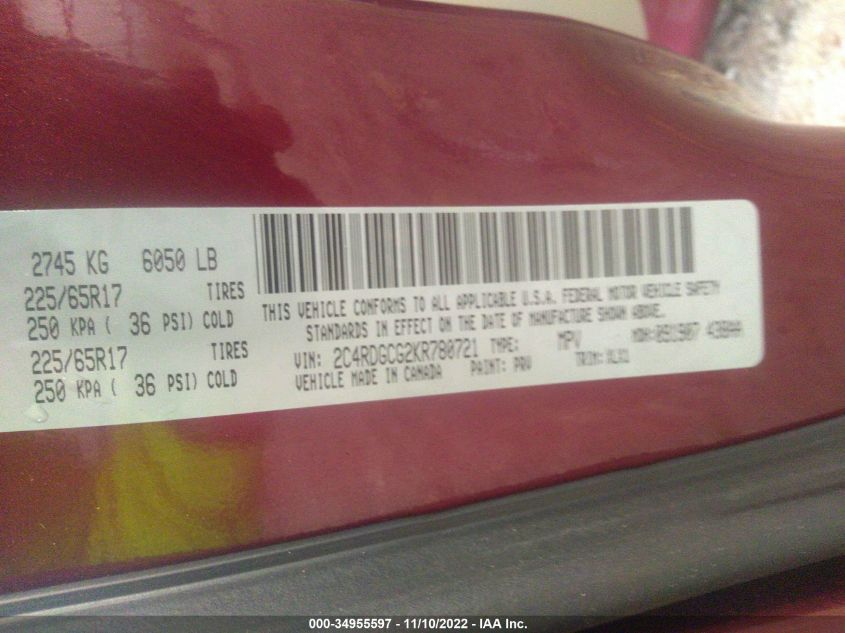 2745 KG 6050 LB
225/65R17 TIRES
250 KPA ( 36 PSI) COLD
225/65R17 TIRES
250 KPA ( 36 PSI) COLD
THIS VEHICLE CONFORMS TO ALL APPLICABLE U.S.A. FEDERAL MOTOR VEHICLE SAFETY
STANDARDS IN EFFECT ON THE DATE OF MANUFACTURE SHOWN ABOVE.
VIN: 2C4RDGCG2KR780721 TYPE: MPV MDH:051507
VEHICLE MADE IN CANADA PAINT: PRV TRIM:
000-34955597 - 11/10/2022 - IAA Inc.